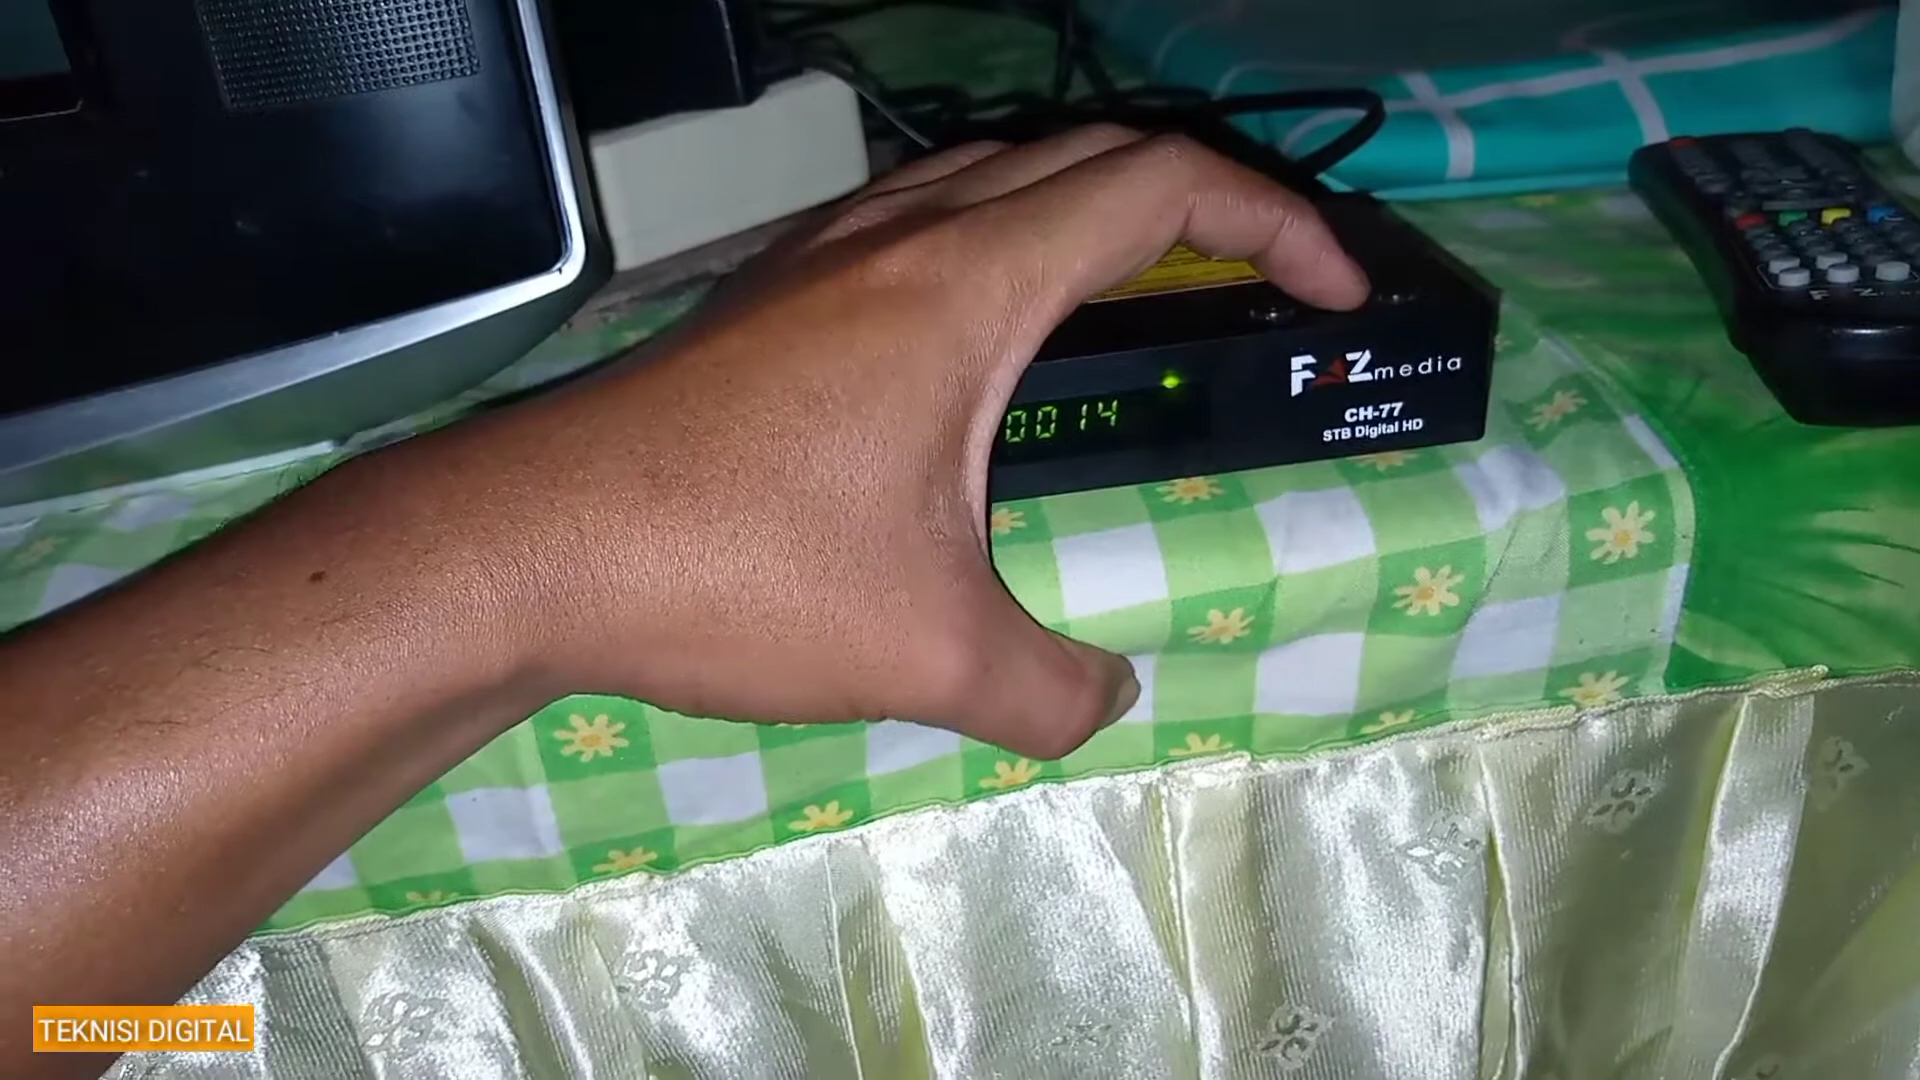 0014
FAZmedia
CH-77
STB Digital HD
TEKNISI DIGITAL